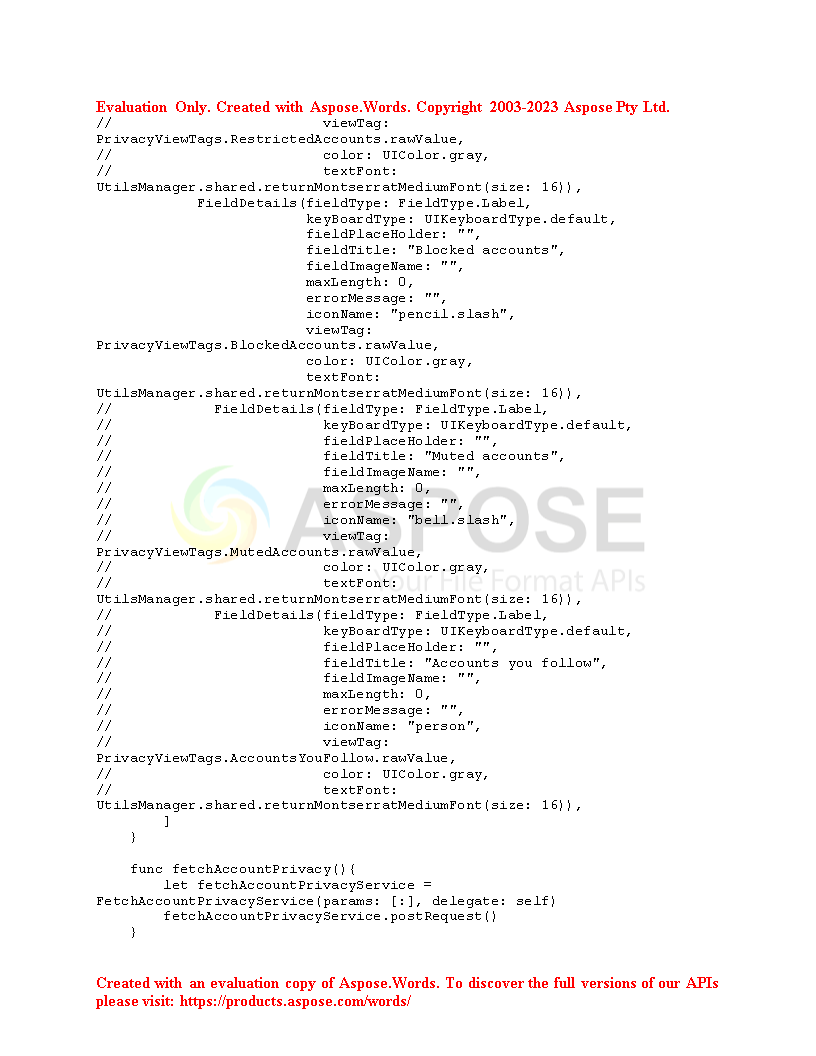 Evaluation Only. Created with Aspose.Words. Copyright 2003-2023 Aspose Pty Ltd.
//                         viewTag:
PrivacyViewTags.RestrictedAccounts.rawValue,
//                         color: UIColor.gray,
//                         textFont:
UtilsManager.shared.returnMontserratMediumFont(size: 16)),
            FieldDetails(fieldType: FieldType.Label,
                         keyBoardType: UIKeyboardType.default,
                         fieldPlaceHolder: "",
                         fieldTitle: "Blocked accounts",
                         fieldImageName: "",
                         maxLength: 0,
                         errorMessage: "",
                         iconName: "pencil.slash",
                         viewTag:
PrivacyViewTags.BlockedAccounts.rawValue,
                         color: UIColor.gray,
                         textFont:
UtilsManager.shared.returnMontserratMediumFont(size: 16)),
//            FieldDetails(fieldType: FieldType.Label,
//                         keyBoardType: UIKeyboardType.default,
//                         fieldPlaceHolder: "",
//                         fieldTitle: "Muted accounts",
//                         fieldImageName: "",
//                         maxLength: 0,
//                         errorMessage: "",
//                         iconName: "bell.slash",
//                         viewTag:
PrivacyViewTags.MutedAccounts.rawValue,
//                         color: UIColor.gray,
//                         textFont:
UtilsManager.shared.returnMontserratMediumFont(size: 16)),
//            FieldDetails(fieldType: FieldType.Label,
//                         keyBoardType: UIKeyboardType.default,
//                         fieldPlaceHolder: "",
//                         fieldTitle: "Accounts you follow",
//                         fieldImageName: "",
//                         maxLength: 0,
//                         errorMessage: "",
//                         iconName: "person",
//                         viewTag:
PrivacyViewTags.AccountsYouFollow.rawValue,
//                         color: UIColor.gray,
//                         textFont:
UtilsManager.shared.returnMontserratMediumFont(size: 16)),
        ]
    }

    func fetchAccountPrivacy(){
        let fetchAccountPrivacyService =
FetchAccountPrivacyService(params: [:], delegate: self)
        fetchAccountPrivacyService.postRequest()
    }
ASPOSE
Your File Format APIs
Created with an evaluation copy of Aspose.Words. To discover the full versions of our APIs
please visit: https://products.aspose.com/words/